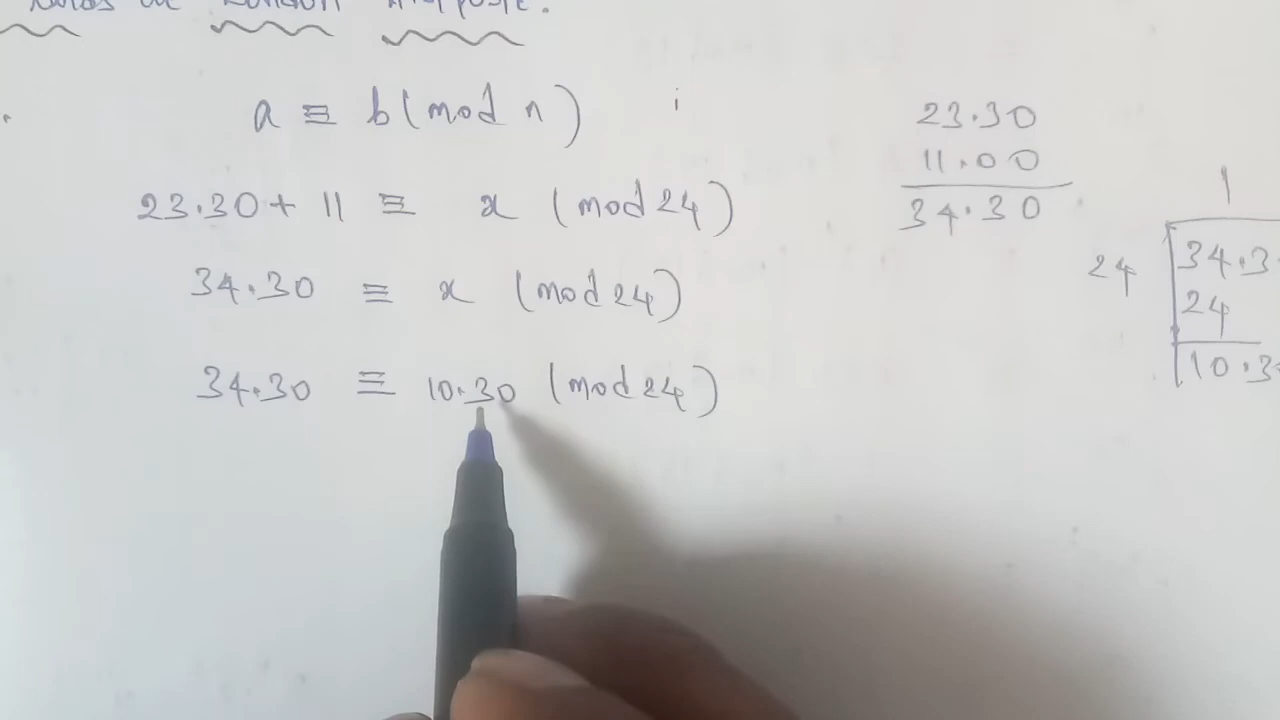 a ≡ b (mod n)
23.30 + 11 ≡ x (mod 24)
34.30 ≡ x (mod 24)
34.30 ≡ 10.30 (mod 24)
23.30
11.00
34.30
1
24 34.3
24
10.3